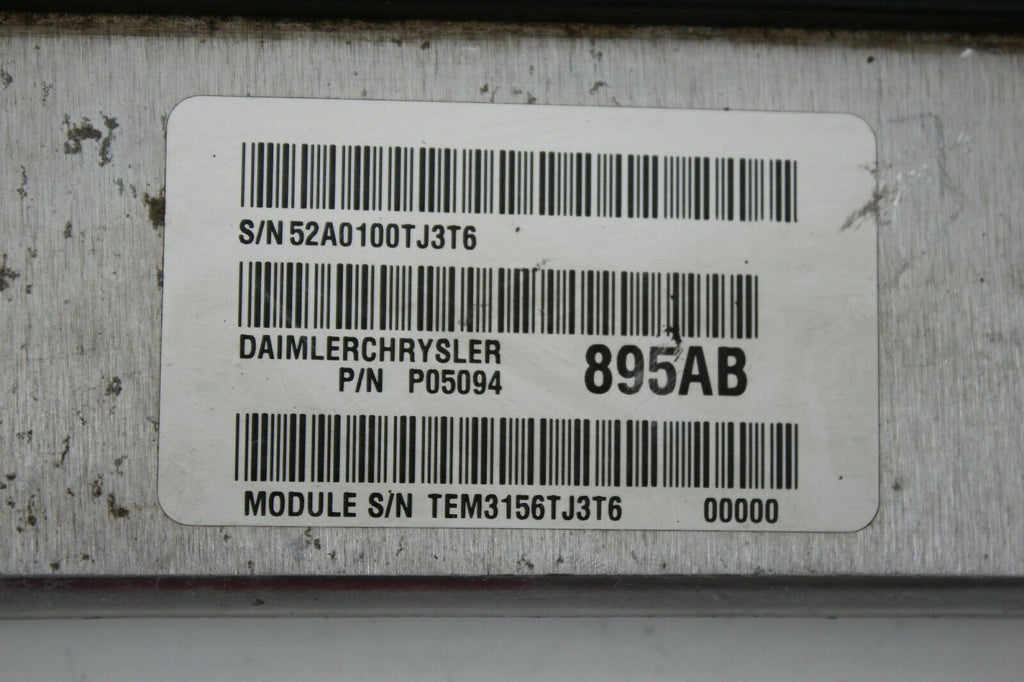 S/N 52A0100TJ3T6
DAIMLERCHRYSLER
P/N P05094 895AB
MODULE S/N TEM3156TJ3T6 00000